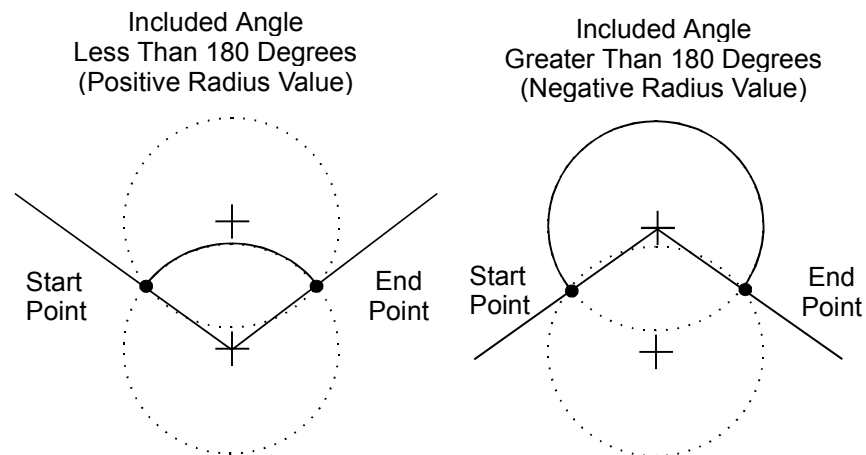 Included Angle
Less Than 180 Degrees
(Positive Radius Value)
Included Angle
Greater Than 180 Degrees
(Negative Radius Value)
Start
Point
End
Point
Start
Point
End
Point